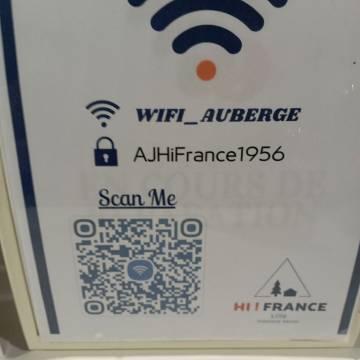 WIFI_AUBERGE
AJHiFrance1956
Scan Me
HI ! FRANCE